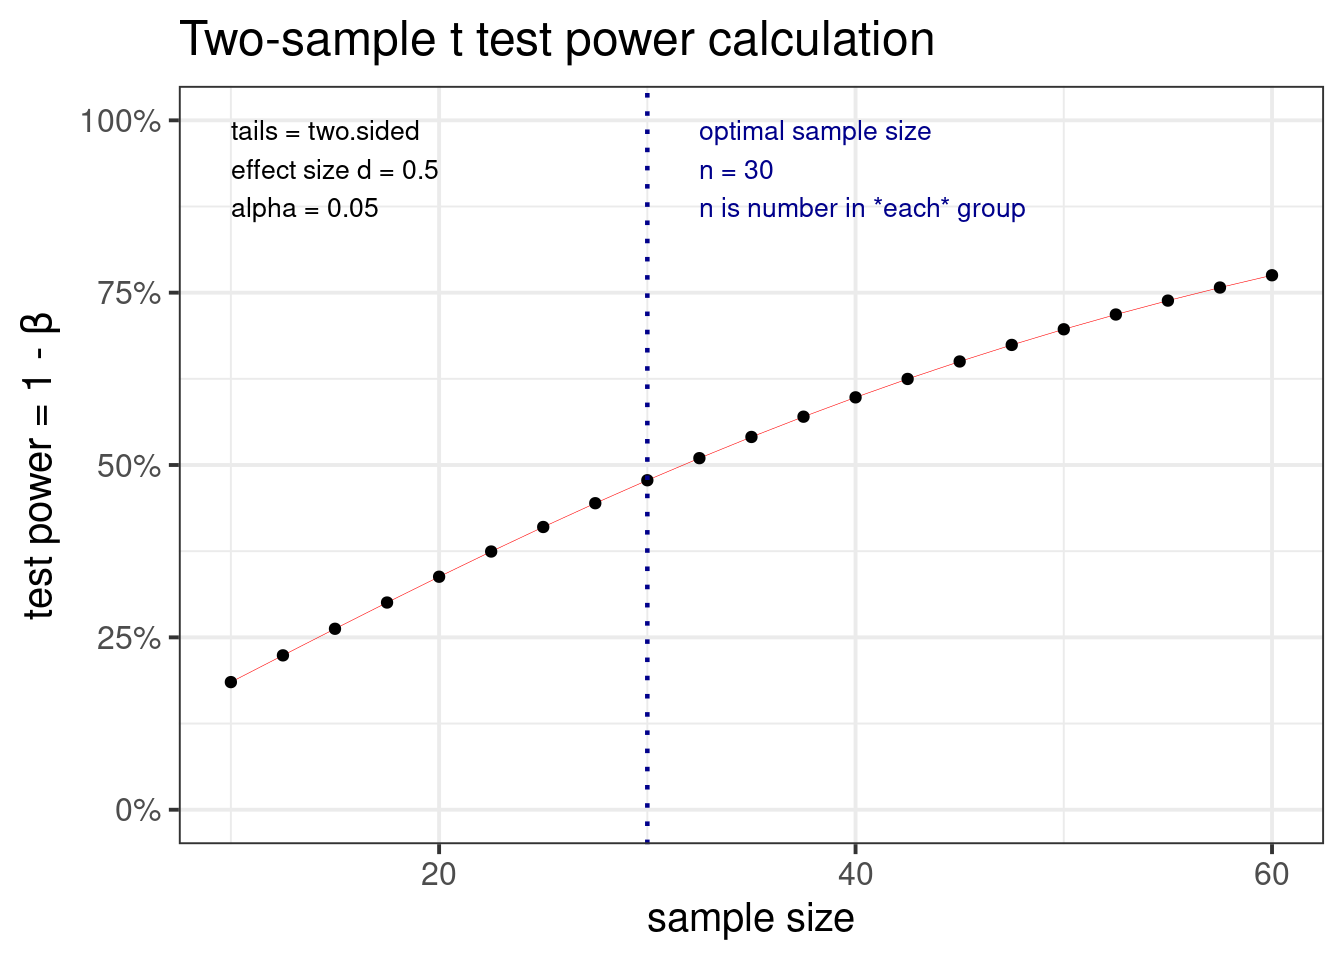 Two-sample t test power calculation
tails = two.sided
effect size d = 0.5
alpha = 0.05
optimal sample size
n = 30
n is number in *each* group
100%
75%
50%
25%
0%
test power = 1 - β
20
40
60
sample size